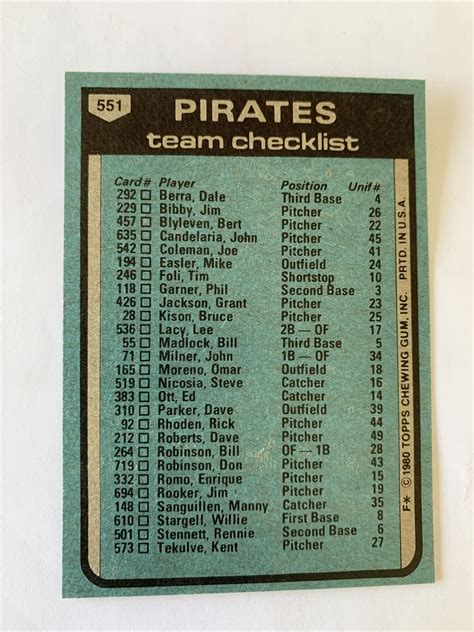 551
PIRATES
team checklist
Card # Player Position Unif #
292 Berra, Dale Third Base 4
229 Bibby, Jim Pitcher 26
457 Blyleven, Bert Pitcher 22
635 Candelaria, John Pitcher 45
542 Coleman, Joe Pitcher 41
194 Easler, Mike Outfield 24
246 Foli, Tim Shortstop 10
118 Garner, Phil Second Base 3
426 Jackson, Grant Pitcher 23
28 Kison, Bruce Pitcher 25
536 Lacy, Lee 2B — OF 17
55 Madlock, Bill Third Base 5
71 Milner, John 1B — OF 34
165 Moreno, Omar Outfield 18
519 Nicosia, Steve Catcher 16
383 Ott, Ed Catcher 14
310 Parker, Dave Outfield 39
92 Rhoden, Rick Pitcher 44
212 Roberts, Dave Pitcher
264 Robinson, Bill OF — 1B 28
719 Robinson, Don Pitcher 43
332 Romo, Enrique Pitcher
694 Rooker, Jim Pitcher
148 Sanguillen, Manny Catcher 35
610 Stargell, Willie First Base 8
501 Stennett, Rennie Second Base 6
573 Tekulve, Kent Pitcher 27
F* © 1980 TOPPS CHEWING GUM, INC. PRTD. IN U.S.A.